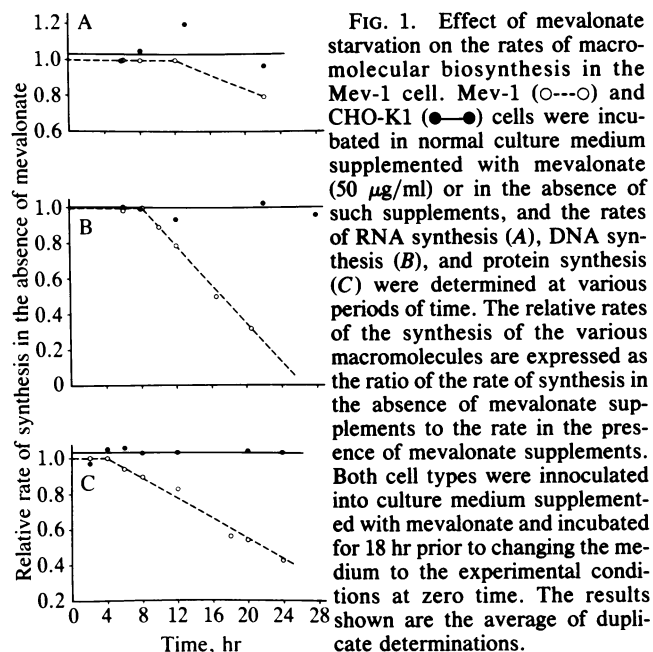 Relative rate of synthesis in the absence of mevalonate
A
1.2
1.0
0.8
0.6
B
1.0
0.8
0.6
0.4
0.2
0
C
1.0
0.8
0.6
0.4
0.2
0 4 8 12 16 20 24 28
Time, hr
FIG. 1. Effect of mevalonate
starvation on the rates of macro-
molecular biosynthesis in the
Mev-1 cell. Mev-1 (○---○) and
CHO-K1 (●—●) cells were incu-
bated in normal culture medium
supplemented with mevalonate
(50 μg/ml) or in the absence of
such supplements, and the rates
of RNA synthesis (A), DNA syn-
thesis (B), and protein synthesis
(C) were determined at various
periods of time. The relative rates
of the synthesis of the various
macromolecules are expressed as
the ratio of the rate of synthesis in
the absence of mevalonate sup-
plements to the rate in the pres-
ence of mevalonate supplements.
Both cell types were innoculated
into culture medium supplement-
ed with mevalonate and incubated
for 18 hr prior to changing the me-
dium to the experimental condi-
tions at zero time. The results
shown are the average of dupli-
cate determinations.